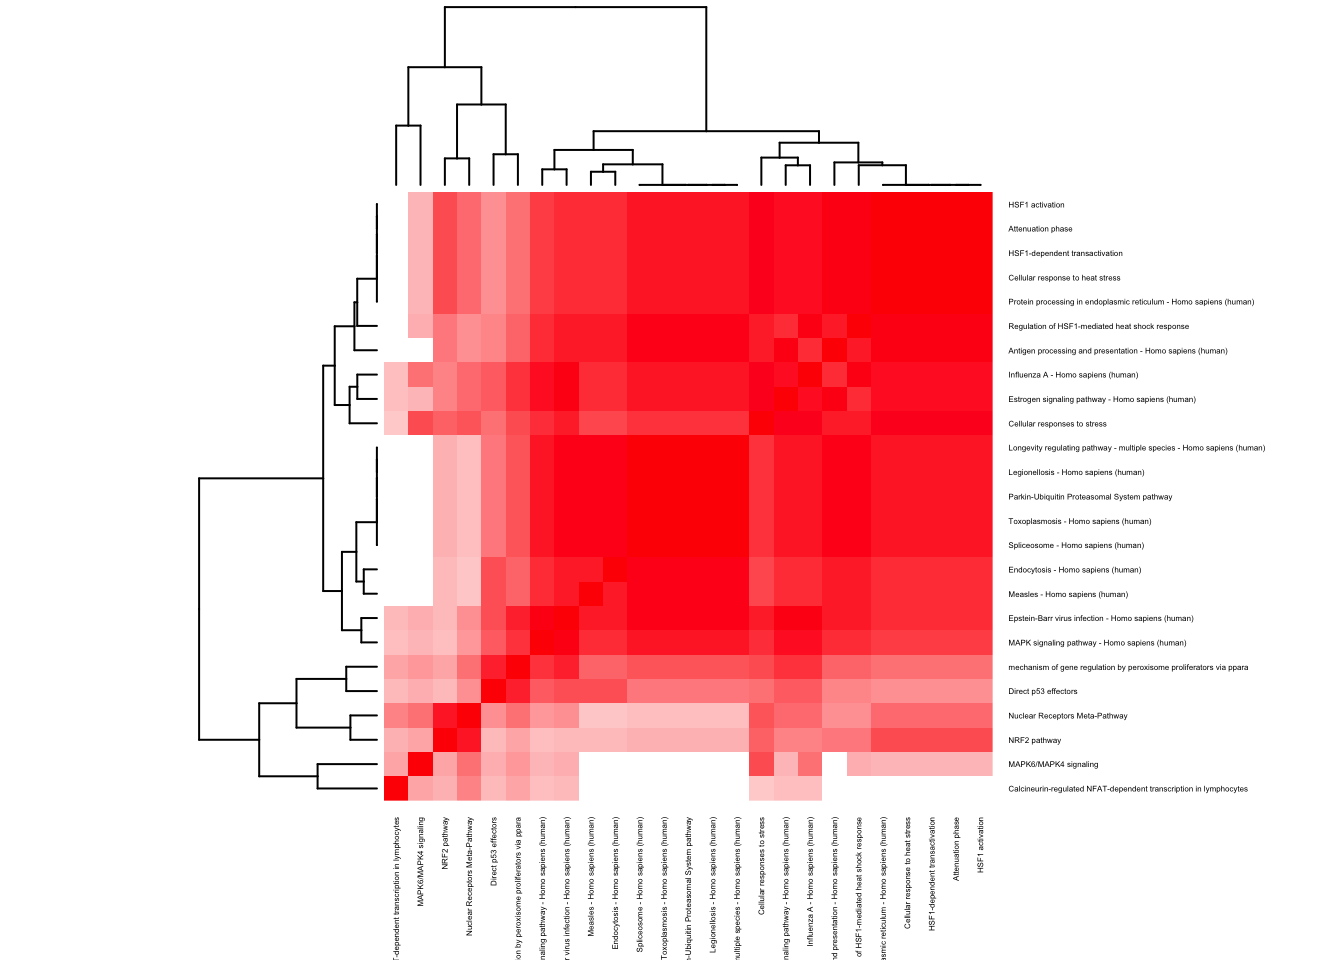 HSF1 activation
Attenuation phase
HSF1-dependent transactivation
Cellular response to heat stress
Protein processing in endoplasmic reticulum - Homo sapiens (human)
Regulation of HSF1-mediated heat shock response
Antigen processing and presentation - Homo sapiens (human)
Influenza A - Homo sapiens (human)
Estrogen signaling pathway - Homo sapiens (human)
Cellular responses to stress
Longevity regulating pathway - multiple species - Homo sapiens (human)
Legionellosis - Homo sapiens (human)
Parkin-Ubiquitin Proteasomal System pathway
Toxoplasmosis - Homo sapiens (human)
Spliceosome - Homo sapiens (human)
Endocytosis - Homo sapiens (human)
Measles - Homo sapiens (human)
Epstein-Barr virus infection - Homo sapiens (human)
MAPK signaling pathway - Homo sapiens (human)
mechanism of gene regulation by peroxisome proliferators via ppara
Direct p53 effectors
Nuclear Receptors Meta-Pathway
NRF2 pathway
MAPK6/MAPK4 signaling
Calcineurin-regulated NFAT-dependent transcription in lymphocytes
T-dependent transcription in lymphocytes
MAPK6/MAPK4 signaling
NRF2 pathway
Nuclear Receptors Meta-Pathway
Direct p53 effectors
on by peroxisome proliferators via ppara
naling pathway - Homo sapiens (human)
r virus infection - Homo sapiens (human)
Measles - Homo sapiens (human)
Endocytosis - Homo sapiens (human)
Spliceosome - Homo sapiens (human)
Toxoplasmosis - Homo sapiens (human)
n-Ubiquitin Proteasomal System pathway
Legionellosis - Homo sapiens (human)
multiple species - Homo sapiens (human)
Cellular responses to stress
naling pathway - Homo sapiens (human)
Influenza A - Homo sapiens (human)
nd presentation - Homo sapiens (human)
of HSF1-mediated heat shock response
asmic reticulum - Homo sapiens (human)
Cellular response to heat stress
HSF1-dependent transactivation
Attenuation phase
HSF1 activation